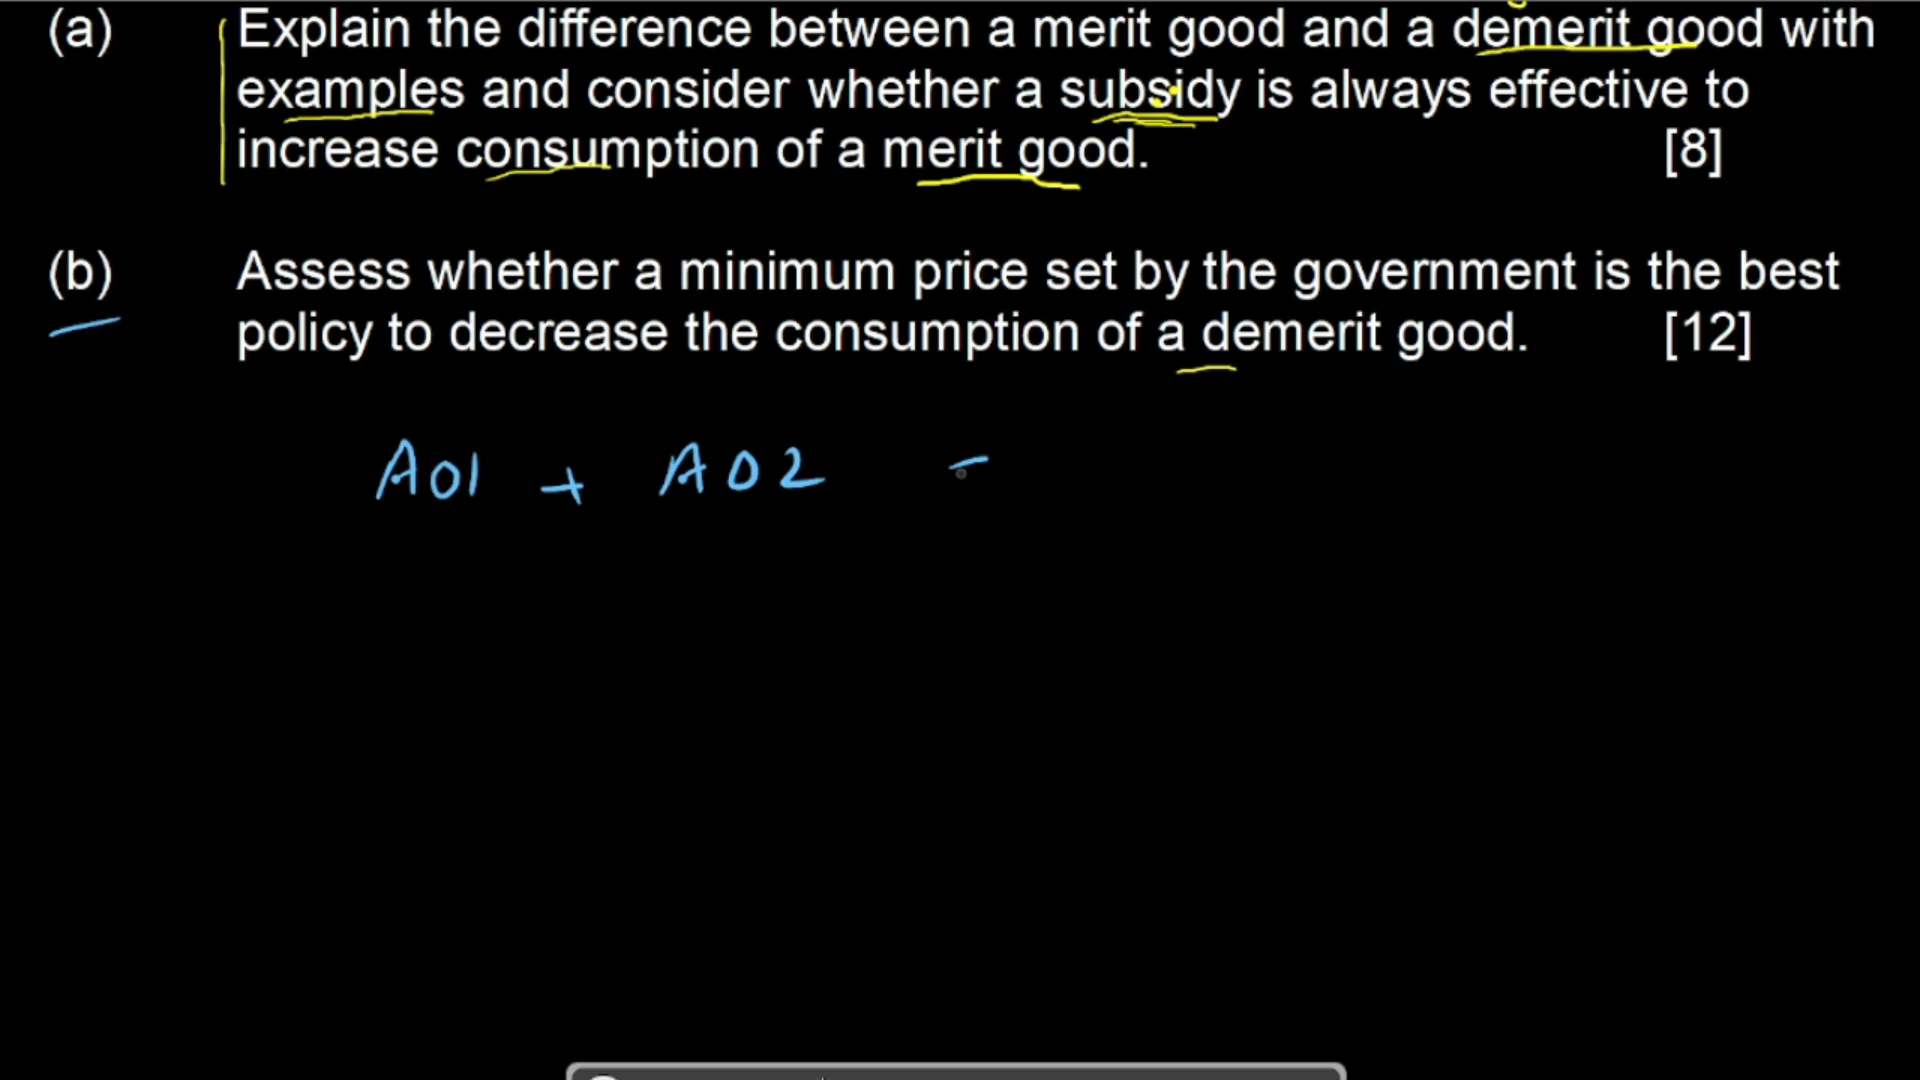 (a) Explain the difference between a merit good and a demerit good with
examples and consider whether a subsidy is always effective to
increase consumption of a merit good. [8]
(b) Assess whether a minimum price set by the government is the best
policy to decrease the consumption of a demerit good. [12]
AO1 + AO2 -